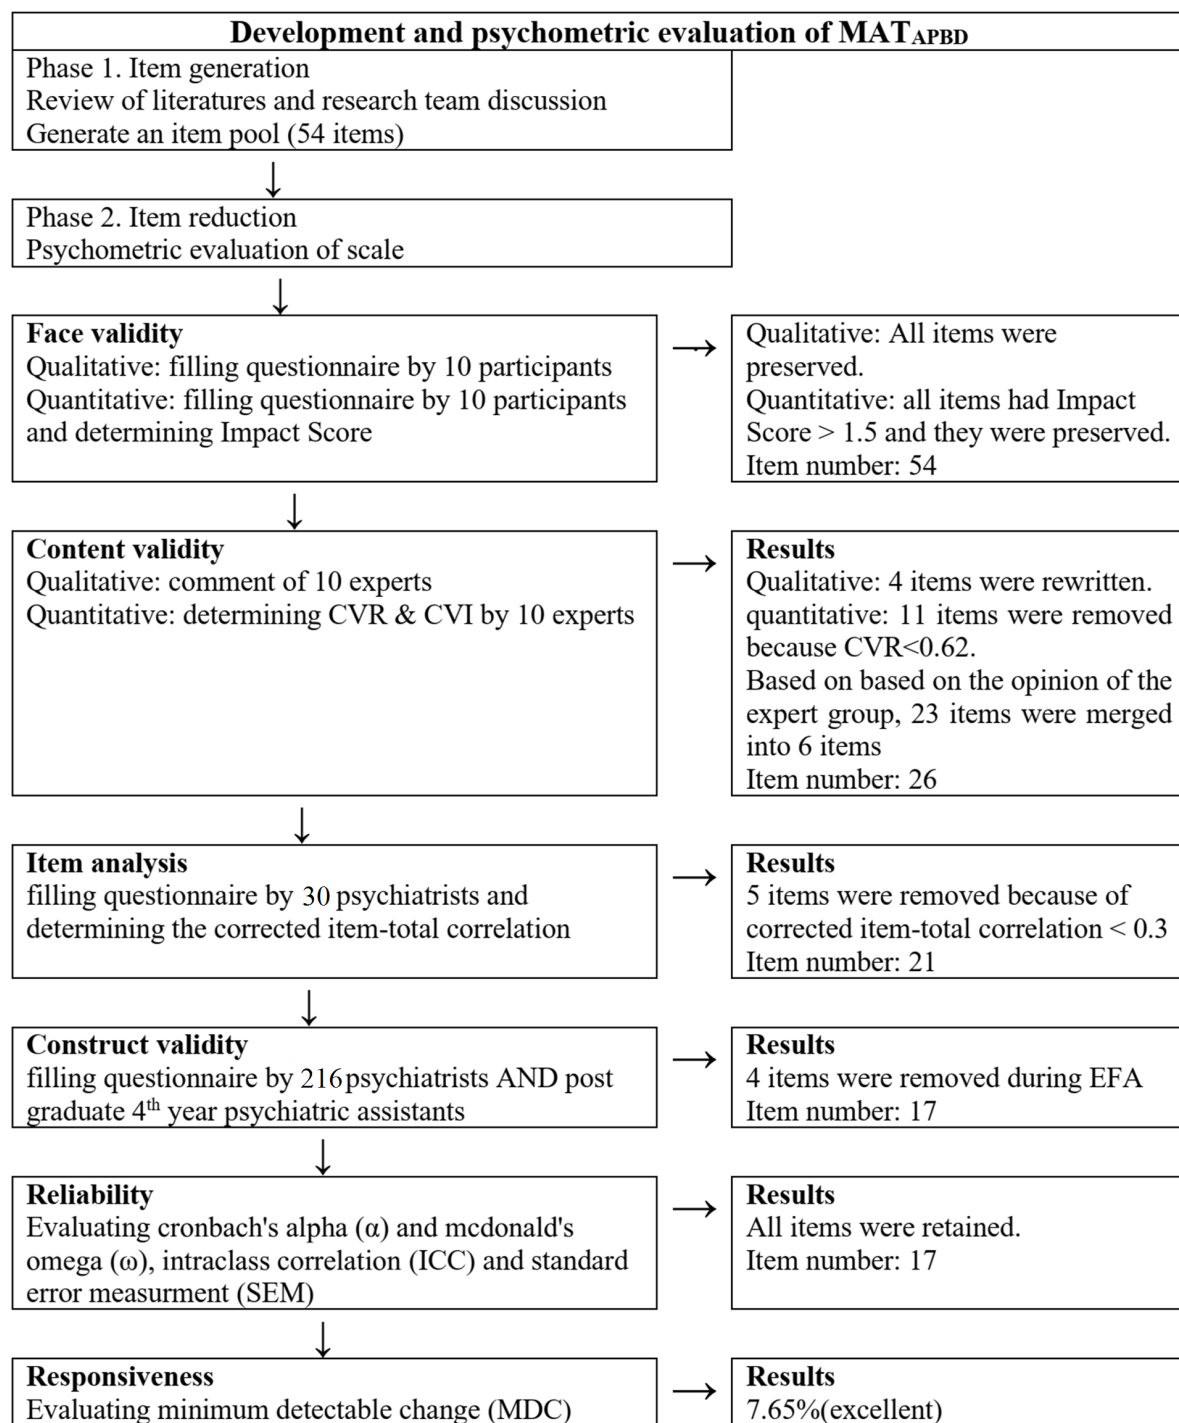 Development and psychometric evaluation of MATAPBD
Phase 1. Item generation
Review of literatures and research team discussion
Generate an item pool (54 items)
Phase 2. Item reduction
Psychometric evaluation of scale
Face validity
Qualitative: filling questionnaire by 10 participants
Quantitative: filling questionnaire by 10 participants
and determining Impact Score
Qualitative: All items were
preserved.
Quantitative: all items had Impact
Score > 1.5 and they were preserved.
Item number: 54
Content validity
Qualitative: comment of 10 experts
Quantitative: determining CVR & CVI by 10 experts
Results
Qualitative: 4 items were rewritten.
quantitative: 11 items were removed
because CVR<0.62.
Based on based on the opinion of the
expert group, 23 items were merged
into 6 items
Item number: 26
Item analysis
filling questionnaire by 30 psychiatrists and
determining the corrected item-total correlation
Results
5 items were removed because of
corrected item-total correlation < 0.3
Item number: 21
Construct validity
filling questionnaire by 216 psychiatrists AND post
graduate 4th year psychiatric assistants
Results
4 items were removed during EFA
Item number: 17
Reliability
Evaluating cronbach's alpha (α) and mcdonald's
omega (ω), intraclass correlation (ICC) and standard
error measurment (SEM)
Results
All items were retained.
Item number: 17
Responsiveness
Evaluating minimum detectable change (MDC)
Results
7.65%(excellent)